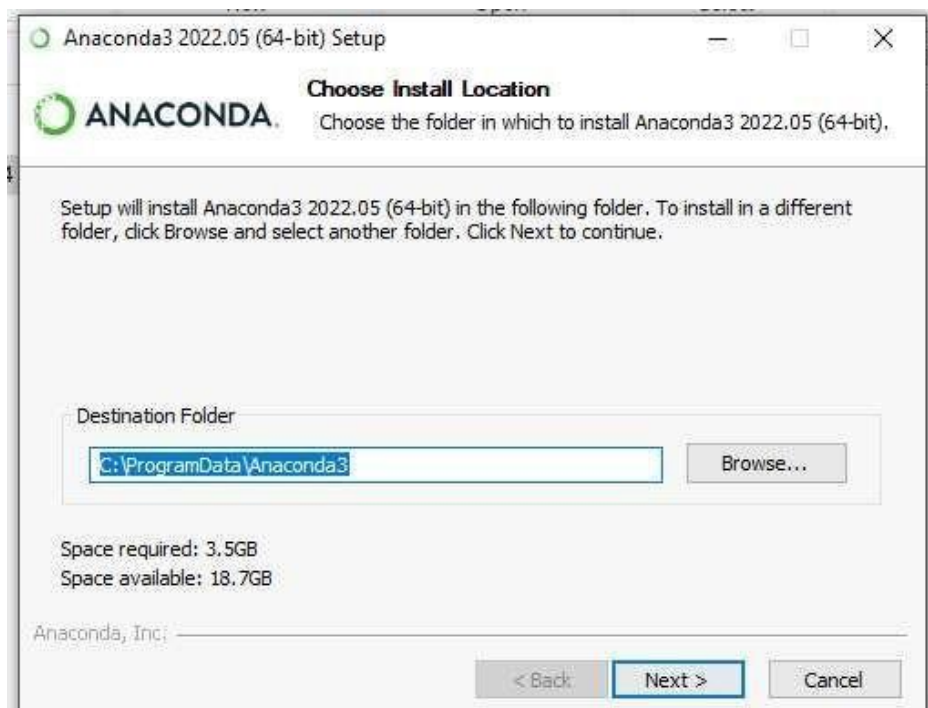 Anaconda3 2022.05 (64-bit) Setup
ANACONDA.
Choose Install Location
Choose the folder in which to install Anaconda3 2022.05 (64-bit).
Setup will install Anaconda3 2022.05 (64-bit) in the following folder. To install in a different
folder, click Browse and select another folder. Click Next to continue.
Destination Folder
C:\ProgramData\Anaconda3
Browse...
Space required: 3.5GB
Space available: 18.7GB
Anaconda, Inc.
< Back
Next >
Cancel